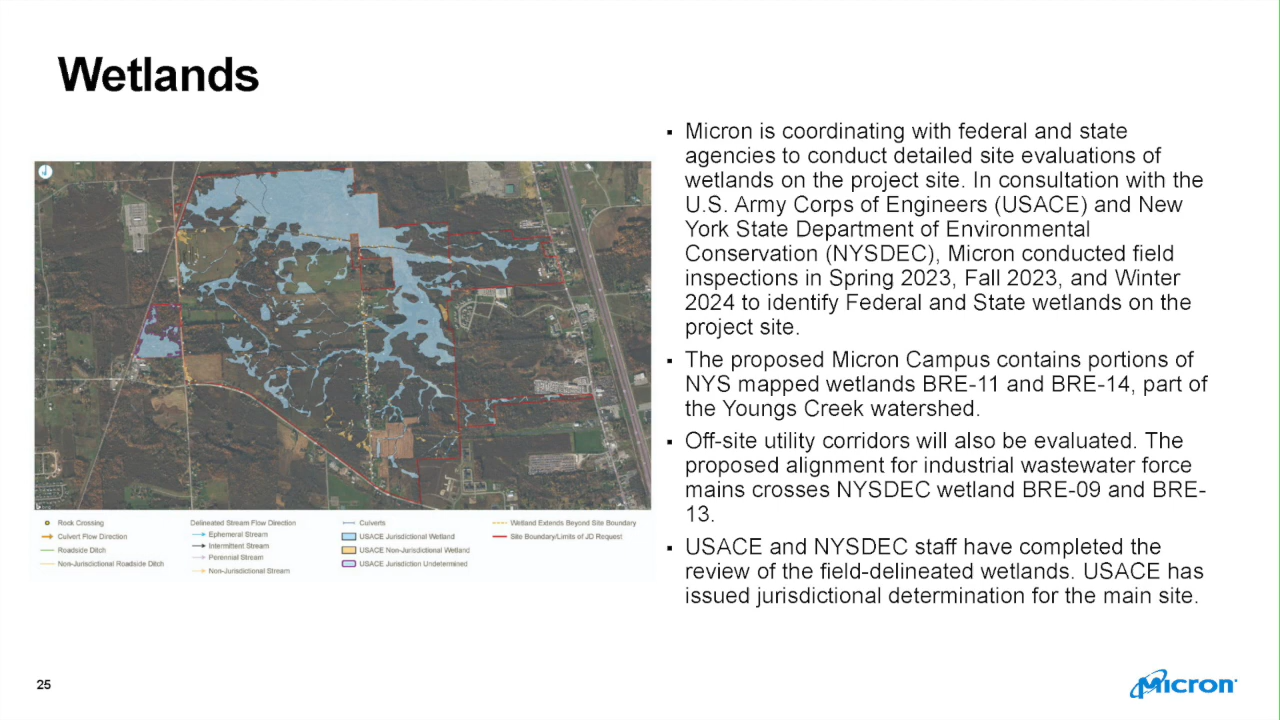 Wetlands
▪ Micron is coordinating with federal and state
agencies to conduct detailed site evaluations of
wetlands on the project site. In consultation with the
U.S. Army Corps of Engineers (USACE) and New
York State Department of Environmental
Conservation (NYSDEC), Micron conducted field
inspections in Spring 2023, Fall 2023, and Winter
2024 to identify Federal and State wetlands on the
project site.
▪ The proposed Micron Campus contains portions of
NYS mapped wetlands BRE-11 and BRE-14, part of
the Youngs Creek watershed.
▪ Off-site utility corridors will also be evaluated. The
proposed alignment for industrial wastewater force
mains crosses NYSDEC wetland BRE-09 and BRE-
13.
▪ USACE and NYSDEC staff have completed the
review of the field-delineated wetlands. USACE has
issued jurisdictional determination for the main site.
Rock Crossing
Culvert Flow Direction
Roadside Ditch
Non-Jurisdictional Roadside Ditch
Delineated Stream Flow Direction
Ephemeral Stream
Intermittent Stream
Perennial Stream
Non-Jurisdictional Stream
Culverts
USACE Jurisdictional Wetland
USACE Non-Jurisdictional Wetland
USACE Jurisdiction Undetermined
Wetland Extends Beyond Site Boundary
Site Boundary/Limits of JD Request
25
Micron